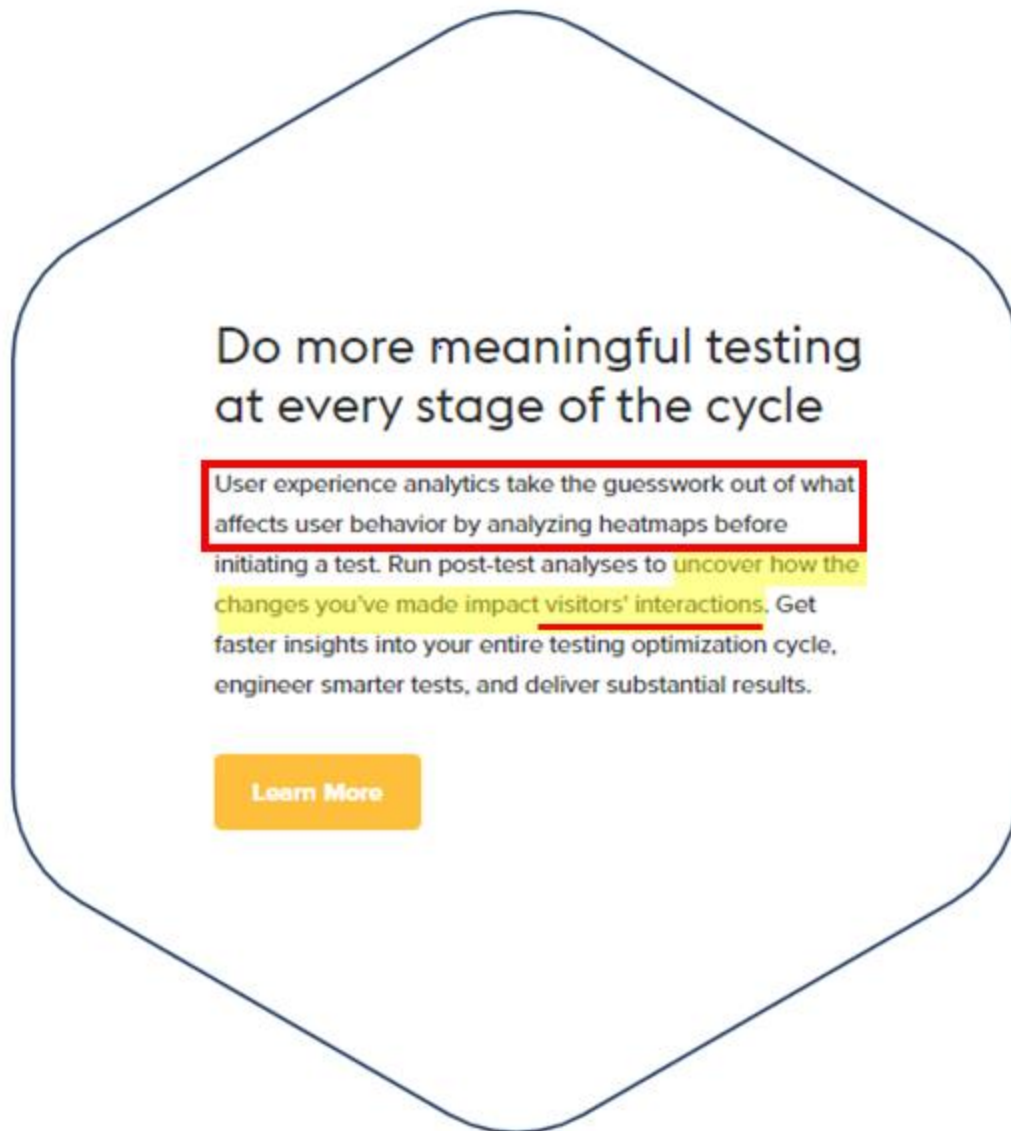 Do more meaningful testing
at every stage of the cycle
User experience analytics take the guesswork out of what
affects user behavior by analyzing heatmaps before
initiating a test. Run post-test analyses to uncover how the
changes you've made impact visitors' interactions. Get
faster insights into your entire testing optimization cycle,
engineer smarter tests, and deliver substantial results.
Learn More